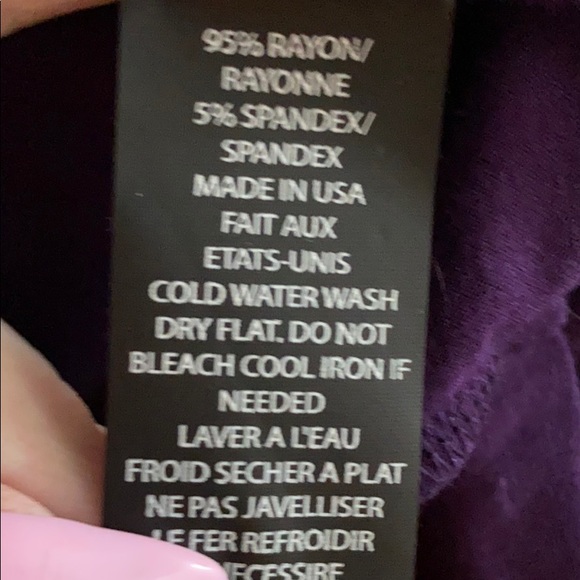 95% RAYON/
RAYONNE
5% SPANDEX/
SPANDEX
MADE IN USA
FAIT AUX
ETATS-UNIS
COLD WATER WASH
DRY FLAT. DO NOT
BLEACH COOL IRON IF
NEEDED
LAVER A L'EAU
FROID SECHER A PLAT
NE PAS JAVELLISER
LE FER REFROIDIR
NECESSIRE